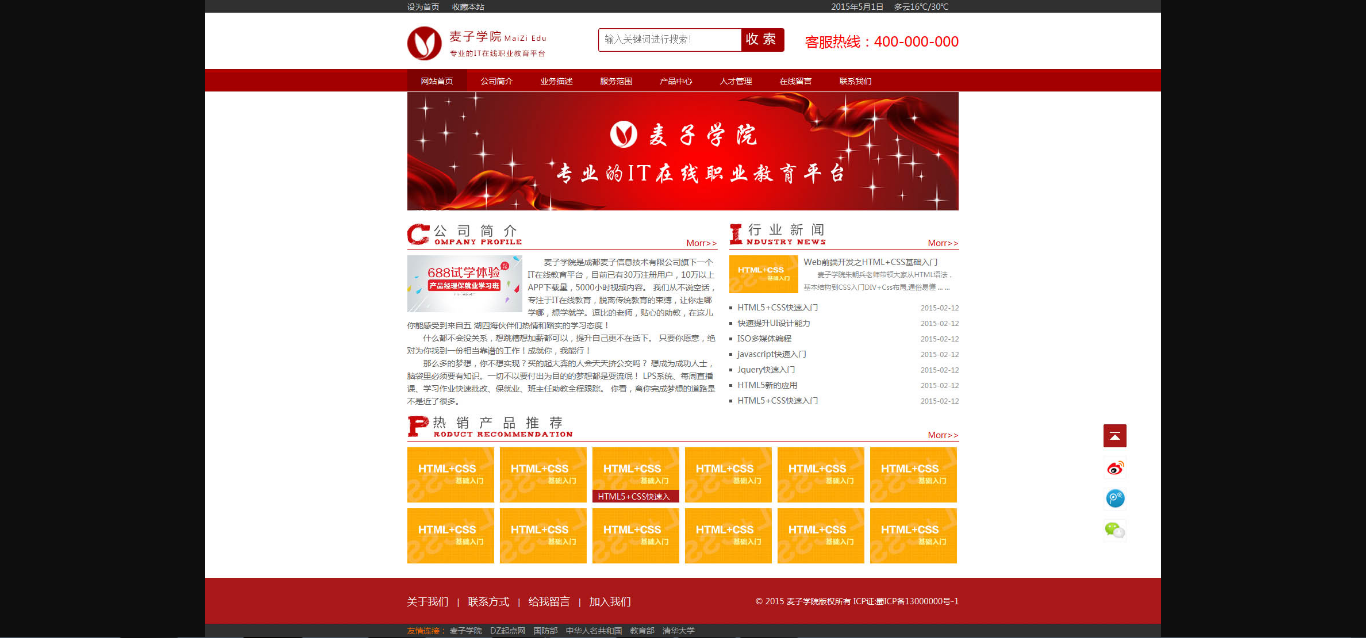 设为首页 收藏本站 2015年5月1日 多云16℃/30℃
麦子学院 MaiZi Edu
专业的IT在线职业教育平台
输入关键词进行搜索! 收 索
客服热线：400-000-000
网站首页 公司简介 业务描述 服务范围 产品中心 人才管理 在线留言 联系我们
麦子学院
专业的IT在线职业教育平台
公司简介
COMPANY PROFILE
Morr>>
688试学体验
产品经理保就业学习班
麦子学院是成都麦子信息技术有限公司旗下一个
IT在线教育平台，目前已有30万注册用户，10万以上
APP下载量，5000小时视频内容。 我们从不说空话，
专注于IT在线教育，脱离传统教育的束缚，让你走哪
学哪，想学就学。逗比的老师，贴心的助教，在这儿
你能感受到来自五 湖四海伙伴们热情和踏实的学习态度！
什么都不会没关系，想跳槽想加薪都可以，提升自己更不在话下。 只要你愿意，绝
对为你找到一份相当靠谱的工作！成就你，我能行！
那么多的梦想，你不想实现？买的起大奔的人会天天挤公交吗？ 想成为成功人士，
脑袋里必须要有知识。一切不以要付出为目的的梦想都是耍流氓！ LPS系统、每周直播
课、学习作业快速批改、保就业、班主任助教全程跟踪。 你看，离你完成梦想的道路是
不是近了很多。
行业新闻
INDUSTRY NEWS
Morr>>
HTML+CSS
基础入门
Web前端开发之HTML+CSS基础入门
麦子学院朱朝兵老师带领大家从HTML语法，
基本结构到CSS入门DIV+Css布局,通俗易懂 ... ...
HTML5+CSS快速入门 2015-02-12
快速提升UI设计能力 2015-02-12
ISO多媒体编程 2015-02-12
javascript快速入门 2015-02-12
Jquery快速入门 2015-02-12
HTML5新的应用 2015-02-12
HTML5+CSS快速入门 2015-02-12
热销产品推荐
PRODUCT RECOMMENDATION
Morr>>
HTML+CSS HTML+CSS HTML+CSS HTML+CSS HTML+CSS HTML+CSS
基础入门 基础入门 基础入门 基础入门 基础入门 基础入门
HTML5+CSS快速入
HTML+CSS HTML+CSS HTML+CSS HTML+CSS HTML+CSS HTML+CSS
基础入门 基础入门 基础入门 基础入门 基础入门 基础入门
关于我们 | 联系方式 | 给我留言 | 加入我们
© 2015 麦子学院版权所有 ICP证:蜀ICP备13000000号-1
友情连接： 麦子学院 DZ起点网 国防部 中华人名共和国 教育部 清华大学